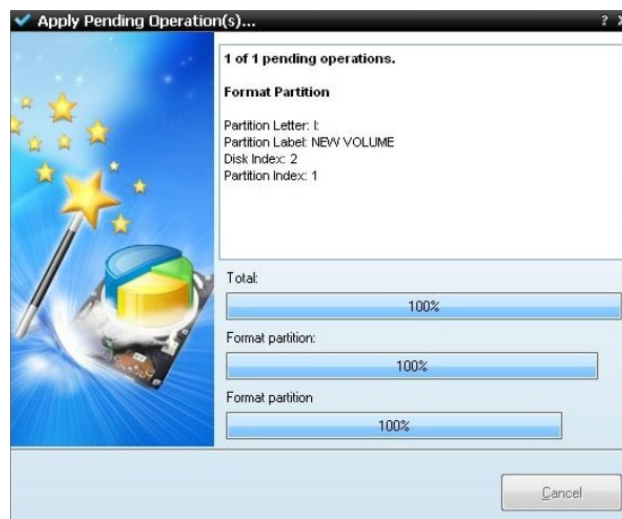 Apply Pending Operation(s)...
1 of 1 pending operations.
Format Partition
Partition Letter: I:
Partition Label: NEW VOLUME
Disk Index: 2
Partition Index: 1
Total:
100%
Format partition:
100%
Format partition
100%
Cancel